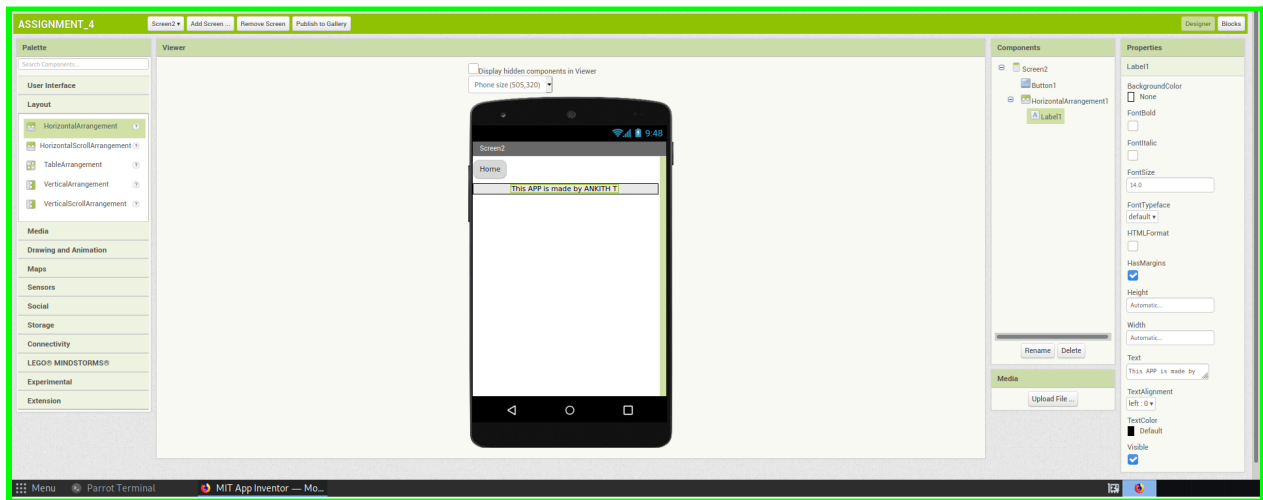 ASSIGNMENT_4
Screen2 ▾ Add Screen ... Remove Screen Publish to Gallery
Designer Blocks
Palette
Search Components...
User Interface
Layout
HorizontalArrangement ?
HorizontalScrollArrangement ?
TableArrangement ?
VerticalArrangement ?
VerticalScrollArrangement ?
Media
Drawing and Animation
Maps
Sensors
Social
Storage
Connectivity
LEGO® MINDSTORMS®
Experimental
Extension
Viewer
Display hidden components in Viewer
Phone size (505,320)
9:48
Screen2
Home
This APP is made by ANKITH T
Components
Screen2
Button1
HorizontalArrangement1
A Label1
Rename Delete
Media
Upload File ...
Properties
Label1
BackgroundColor
None
FontBold
FontItalic
FontSize
14.0
FontTypeface
default ▾
HTMLFormat
HasMargins
Height
Automatic...
Width
Automatic...
Text
This APP is made by
TextAlignment
left : 0 ▾
TextColor
Default
Visible
Menu Parrot Terminal MIT App Inventor — Mo...